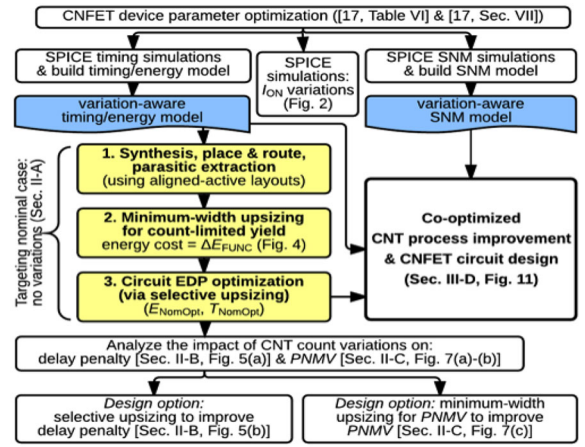 CNFET device parameter optimization ([17, Table VI] & [17, Sec. VII])
SPICE timing simulations
& build timing/energy model
SPICE
simulations:
ION variations
(Fig. 2)
SPICE SNM simulations
& build SNM model
variation-aware
timing/energy model
variation-aware
SNM model
Targeting nominal case:
no variations (Sec. II-A)
1. Synthesis, place & route,
parasitic extraction
(using aligned-active layouts)
2. Minimum-width upsizing
for count-limited yield
energy cost = ΔEFUNC (Fig. 4)
3. Circuit EDP optimization
(via selective upsizing)
(ENomOpt, TNomOpt)
Co-optimized
CNT process improvement
& CNFET circuit design
(Sec. III-D, Fig. 11)
Analyze the impact of CNT count variations on:
delay penalty [Sec. II-B, Fig. 5(a)] & PNMV [Sec. II-C, Fig. 7(a)-(b)]
Design option:
selective upsizing to improve
delay penalty [Sec. II-B, Fig. 5(b)]
Design option: minimum-width
upsizing for PNMV to improve
PNMV [Sec. II-C, Fig. 7(c)]